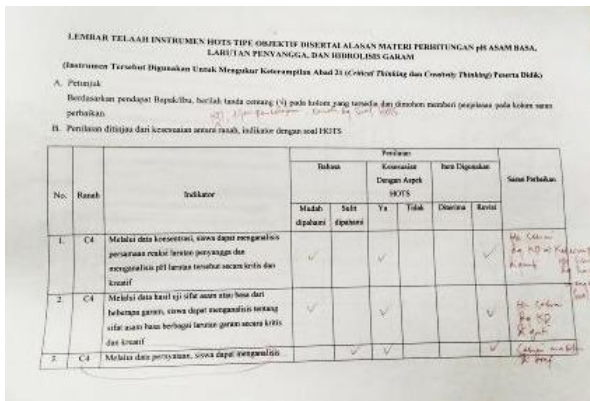 LEMBAR TELAAH INSTRUMEN HOTS TIPE OBJEKTIF DISERTAI ALASAN MATERI PERHITUNGAN pH ASAM BASA,
LARUTAN PENYANGGA, DAN HIDROLISIS GARAM
(Instrumen Tersebut Digunakan Untuk Mengukur Keterampilan Abad 21 (Critical Thinking dan Creativity Thinking) Peserta Didik)
A. Petunjuk
Berdasarkan pendapat Bapak/Ibu, berilah tanda centang (√) pada kolom yang tersedia dan dimohon memberi penjelasan pada kolom saran
perbaikan
B. Penilaian ditinjau dari kesesuaian antara ranah, indikator dengan soal HOTS
No.
Ranah
Indikator
Penilaian
Bahasa
Kesesuaian
Dengan Aspek
HOTS
Item Digunakan
Saran Perbaikan
Mudah
dipahami
Sulit
dipahami
Ya
Tidak
Diterima
Revisi
1. C4 Melalui data konsentrasi, siswa dapat menganalisis
persamaan reaksi larutan penyangga dan
menganalisis pH larutan tersebut secara kritis dan
kreatif
2. C4 Melalui data hasil uji sifat asam atau basa dari
beberapa garam, siswa dapat menganalisis tentang
sifat asam basa berbagai larutan garam secara kritis
dan kreatif
3. C4 Melalui data pernyataan, siswa dapat menganalisis